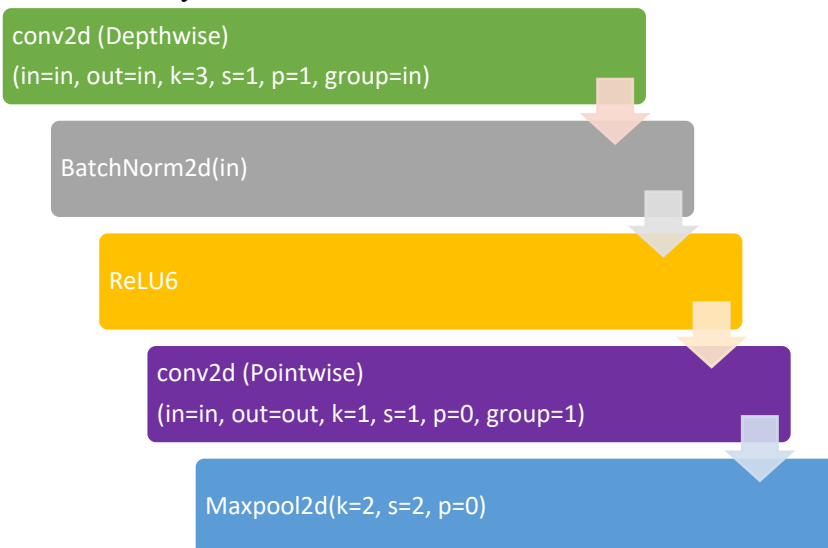 conv2d (Depthwise)
(in=in, out=in, k=3, s=1, p=1, group=in)
BatchNorm2d(in)
ReLU6
conv2d (Pointwise)
(in=in, out=out, k=1, s=1, p=0, group=1)
Maxpool2d(k=2, s=2, p=0)